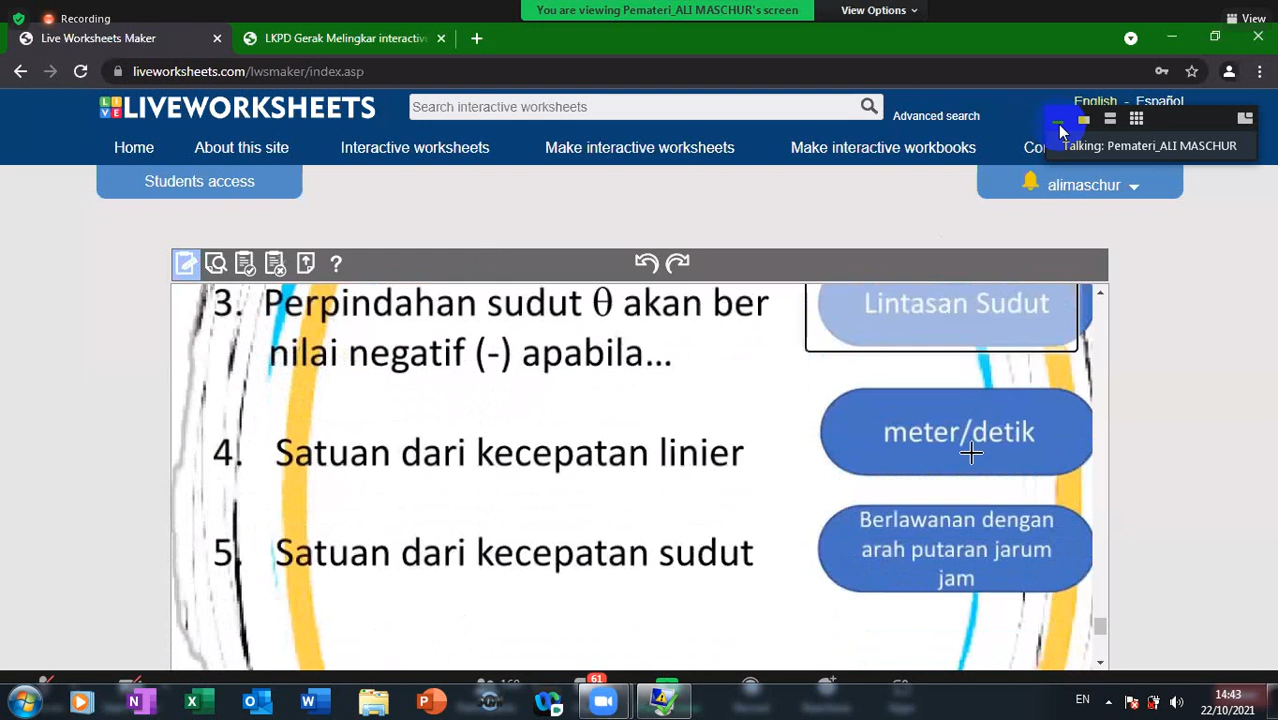 Recording
You are viewing Pemateri_ALI MASCHUR's screen
View Options
View
Live Worksheets Maker
LKPD Gerak Melingkar interactiv
liveworksheets.com/lwsmaker/index.asp
LIVE LIVEWORKSHEETS
Search interactive worksheets
Advanced search
English - Español
Talking: Pemateri_ALI MASCHUR
Home
About this site
Interactive worksheets
Make interactive worksheets
Make interactive workbooks
Students access
alimaschur
?
3. Perpindahan sudut θ akan ber
nilai negatif (-) apabila...
Lintasan Sudut
4. Satuan dari kecepatan linier
meter/detik
5. Satuan dari kecepatan sudut
Berlawanan dengan
arah putaran jarum
jam
61
EN
14:43
22/10/2021